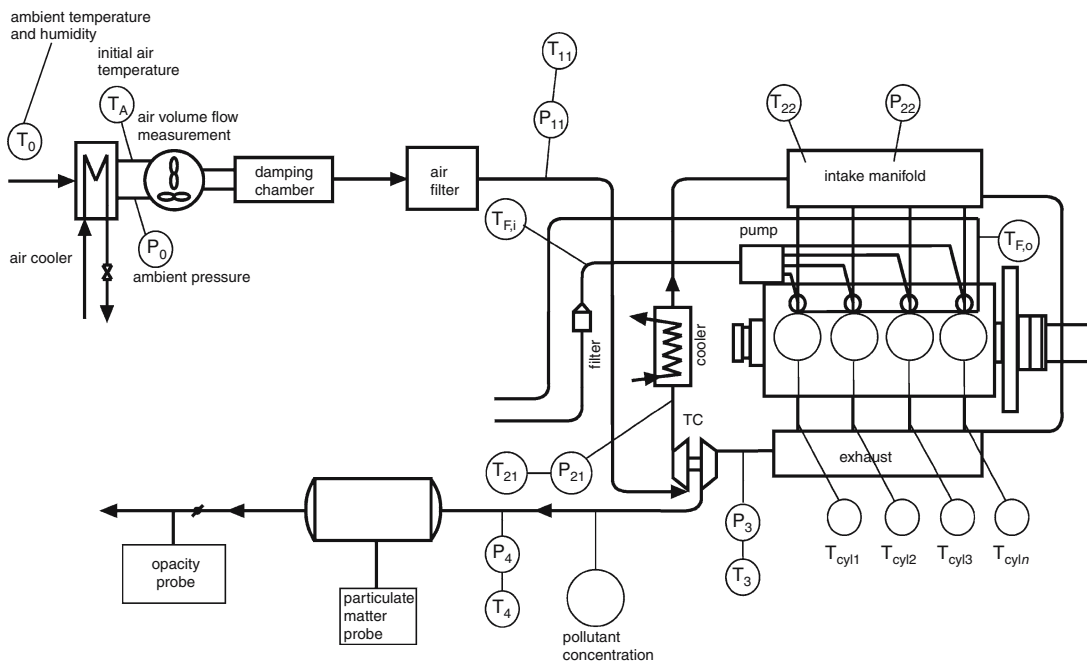 ambient temperature
and humidity
initial air
temperature
T0
TA
air volume flow
measurement
P0
ambient pressure
air cooler
damping
chamber
air
filter
T11
P11
TF,i
filter
T22
P22
intake manifold
pump
TF,o
cooler
TC
T21
P21
exhaust
P3
T3
Tcyl1
Tcyl2
Tcyl3
Tcyln
P4
T4
pollutant
concentration
particulate
matter
probe
opacity
probe